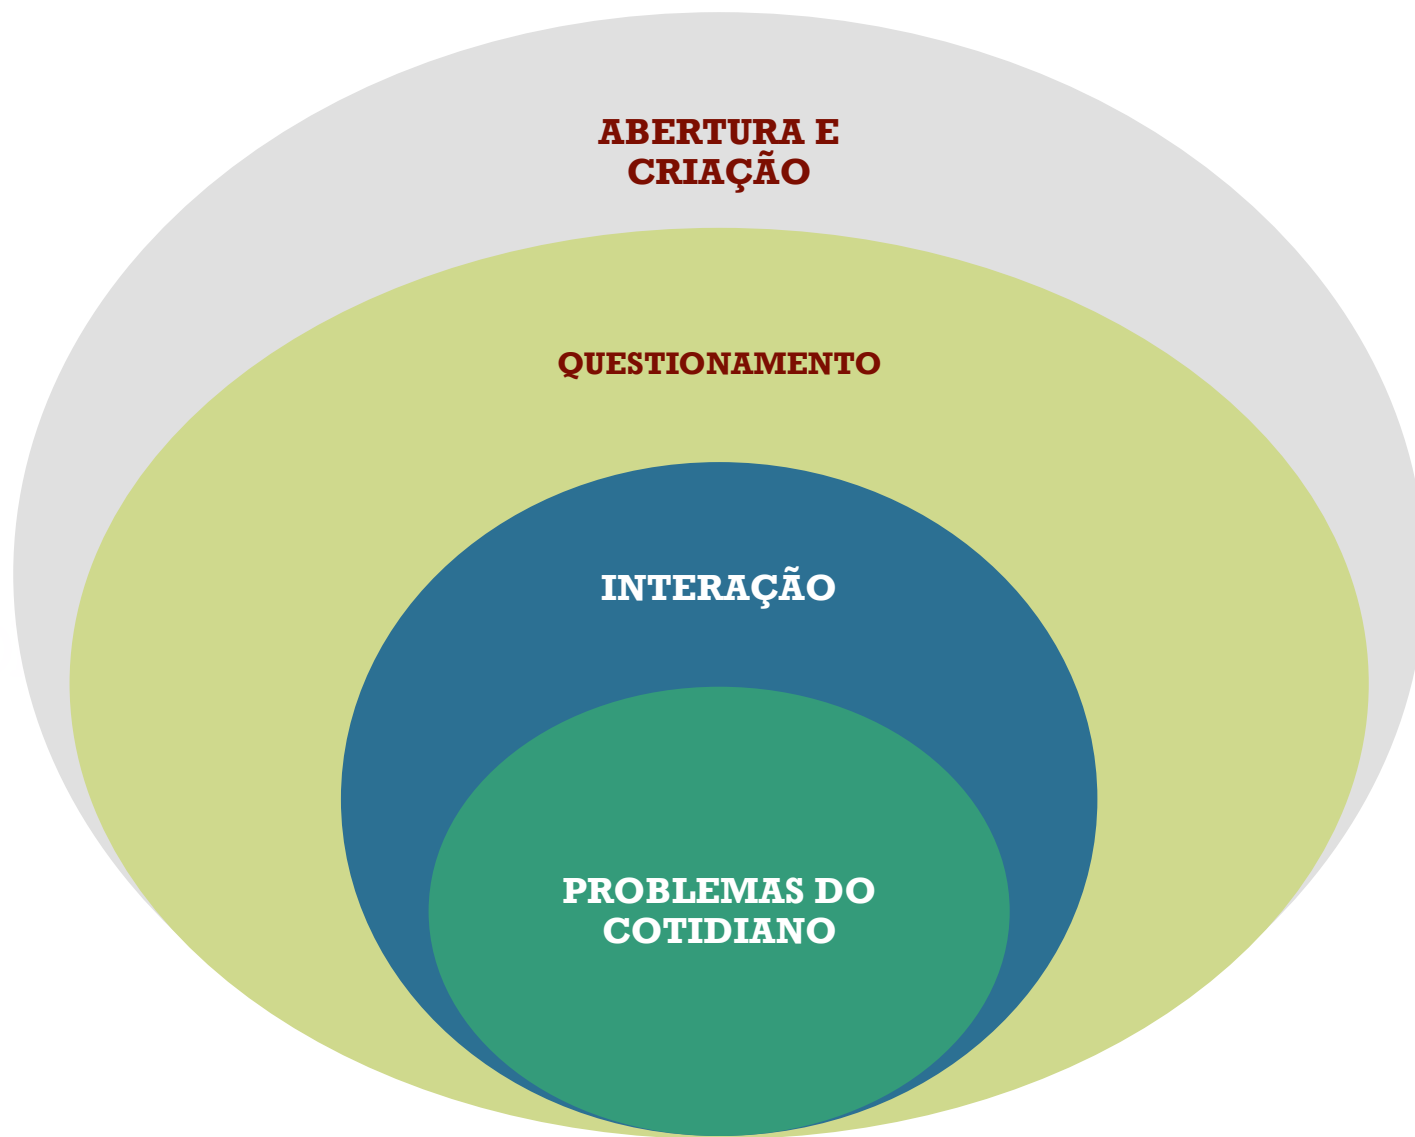 ABERTURA E
CRIAÇÃO
QUESTIONAMENTO
INTERAÇÃO
PROBLEMAS DO
COTIDIANO